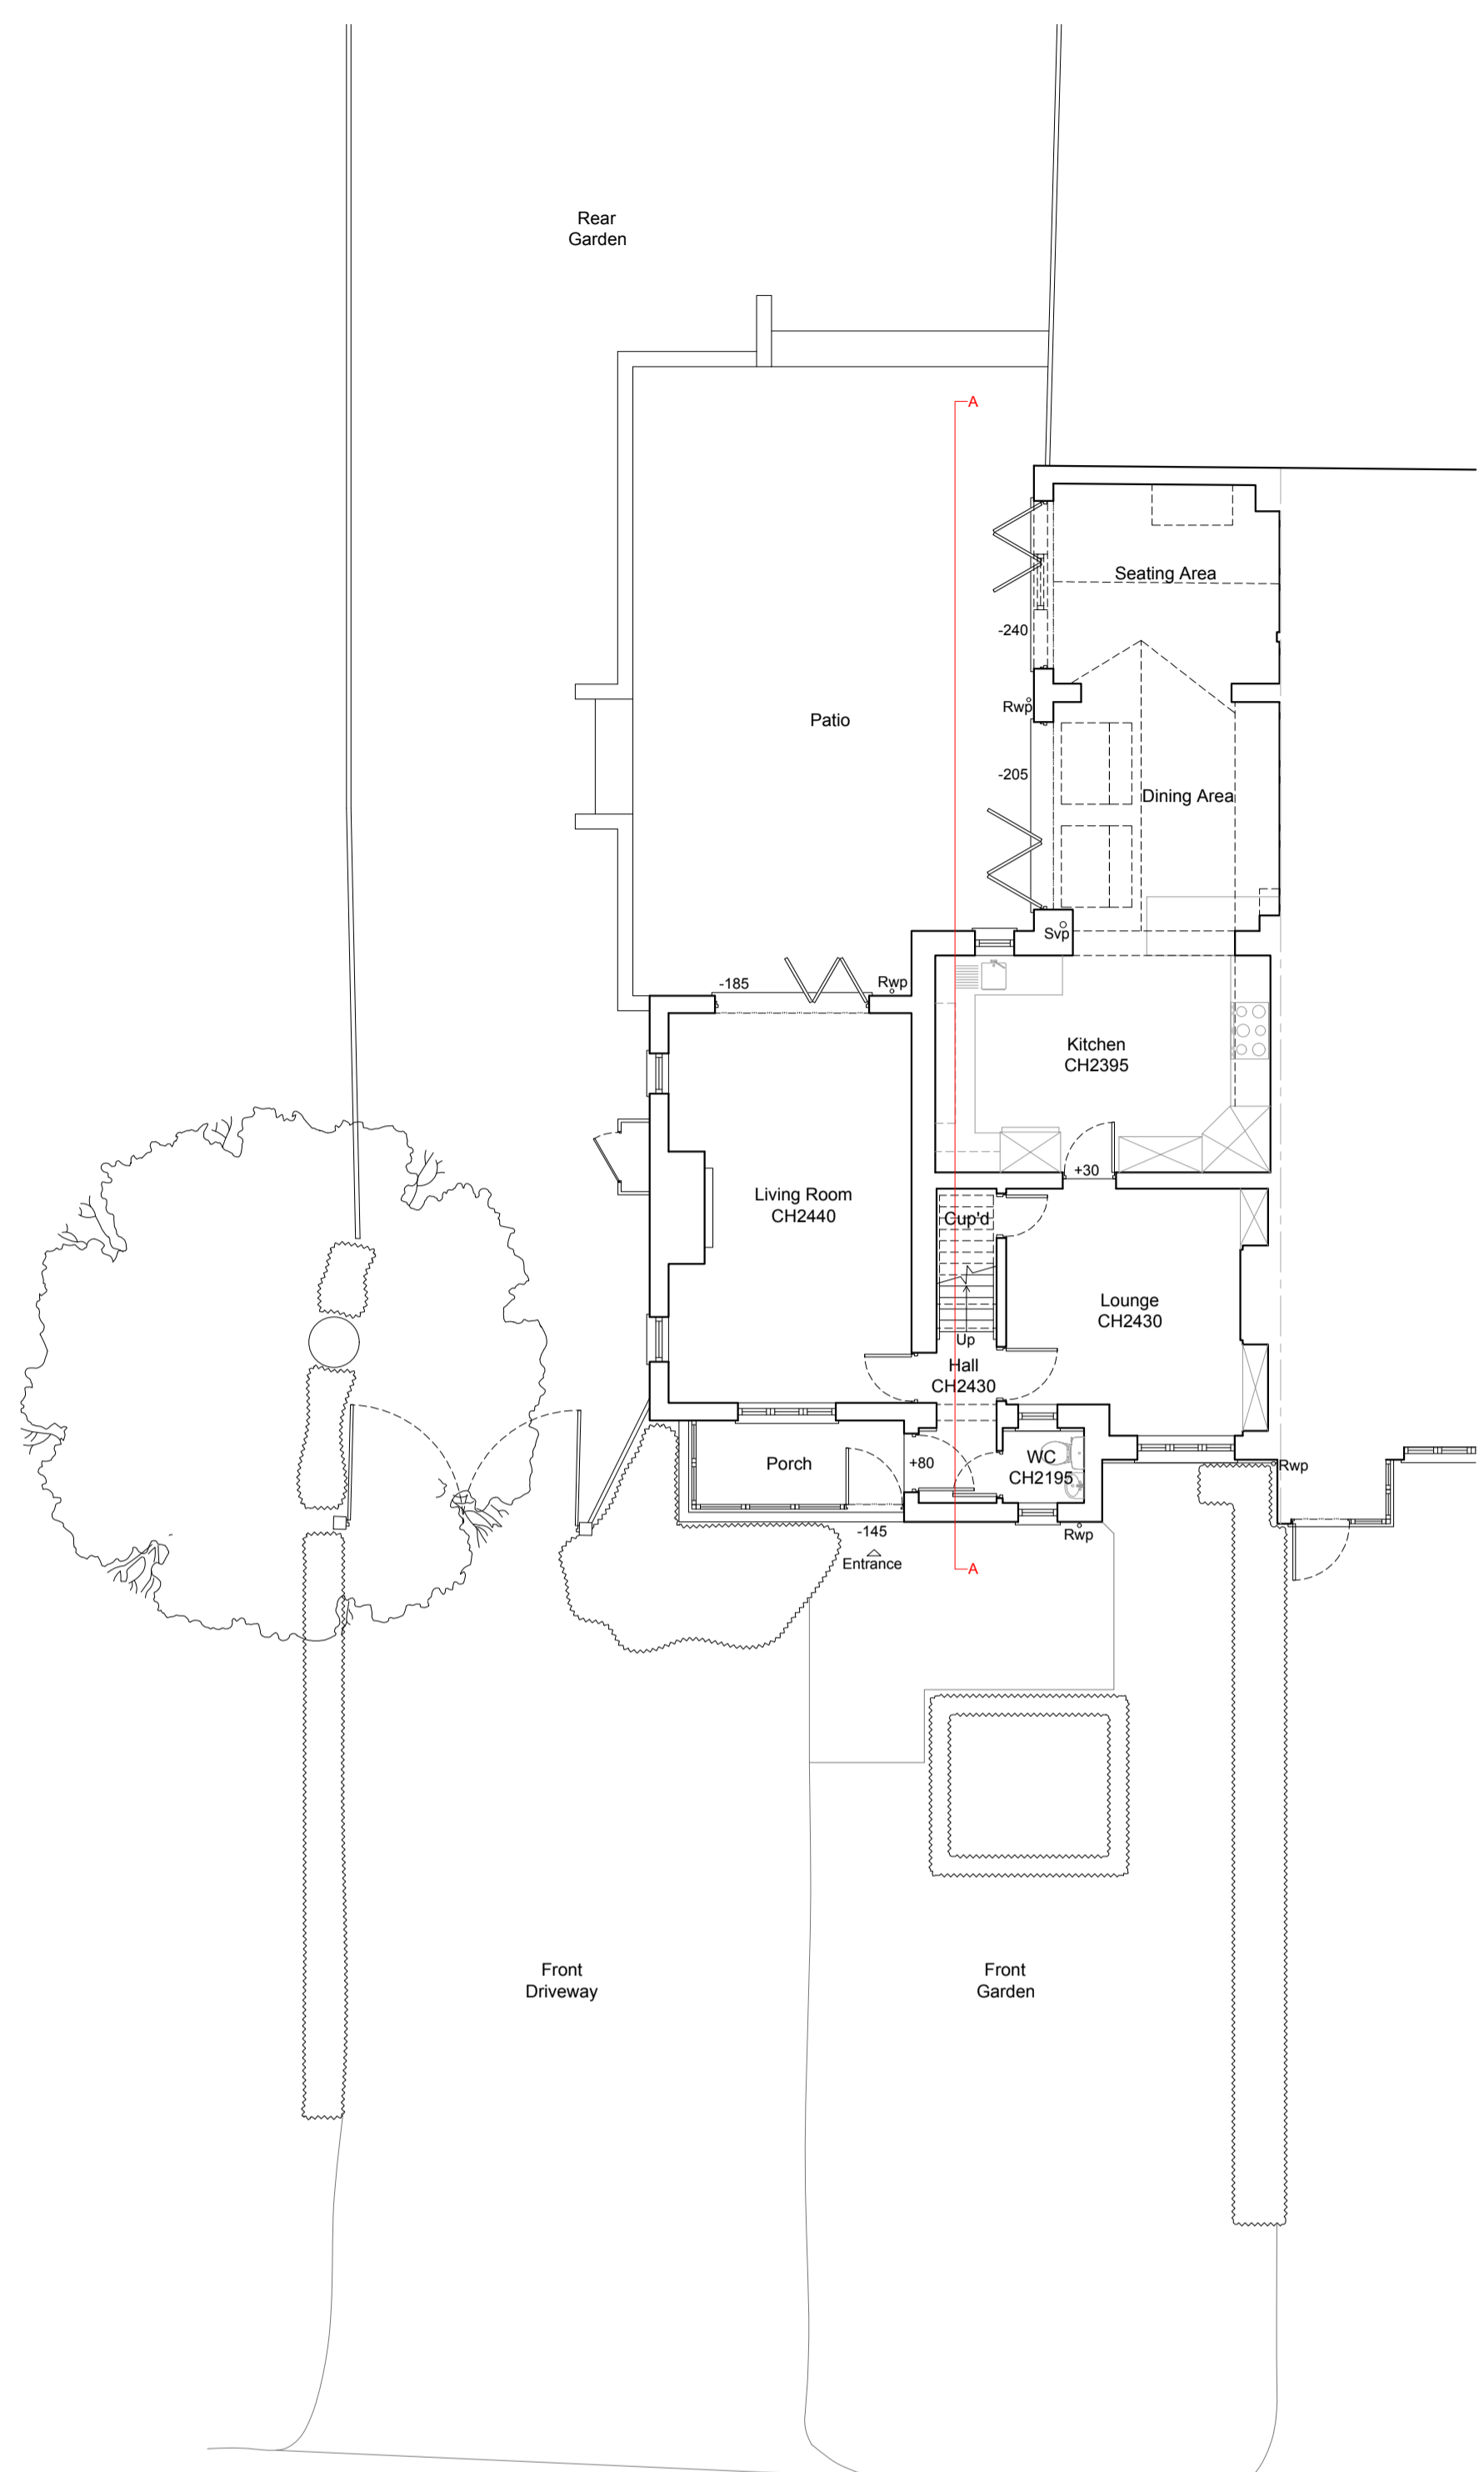 Rear
Garden
A
Seating Area
-240
Rwp
Patio
-205
Dining Area
Svp
-185
Rwp
Kitchen
CH2395
+30
Living Room
CH2440
Cup'd
Lounge
CH2430
Up
Hall
CH2430
Porch
+80
WC
CH2195
Rwp
-145
Rwp
Entrance
A
Front
Driveway
Front
Garden